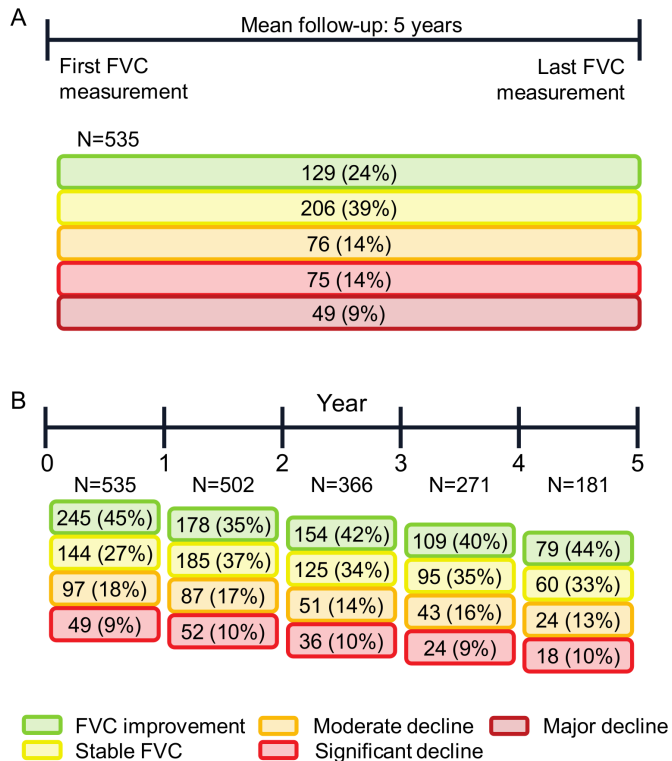 A
Mean follow-up: 5 years
First FVC measurement
Last FVC measurement
N=535
129 (24%)
206 (39%)
76 (14%)
75 (14%)
49 (9%)
B
Year
0 1 2 3 4 5
N=535 N=502 N=366 N=271 N=181
245 (45%) 178 (35%) 154 (42%) 109 (40%) 79 (44%)
144 (27%) 185 (37%) 125 (34%) 95 (35%) 60 (33%)
97 (18%) 87 (17%) 51 (14%) 43 (16%) 24 (13%)
49 (9%) 52 (10%) 36 (10%) 24 (9%) 18 (10%)
FVC improvement Moderate decline Major decline
Stable FVC Significant decline